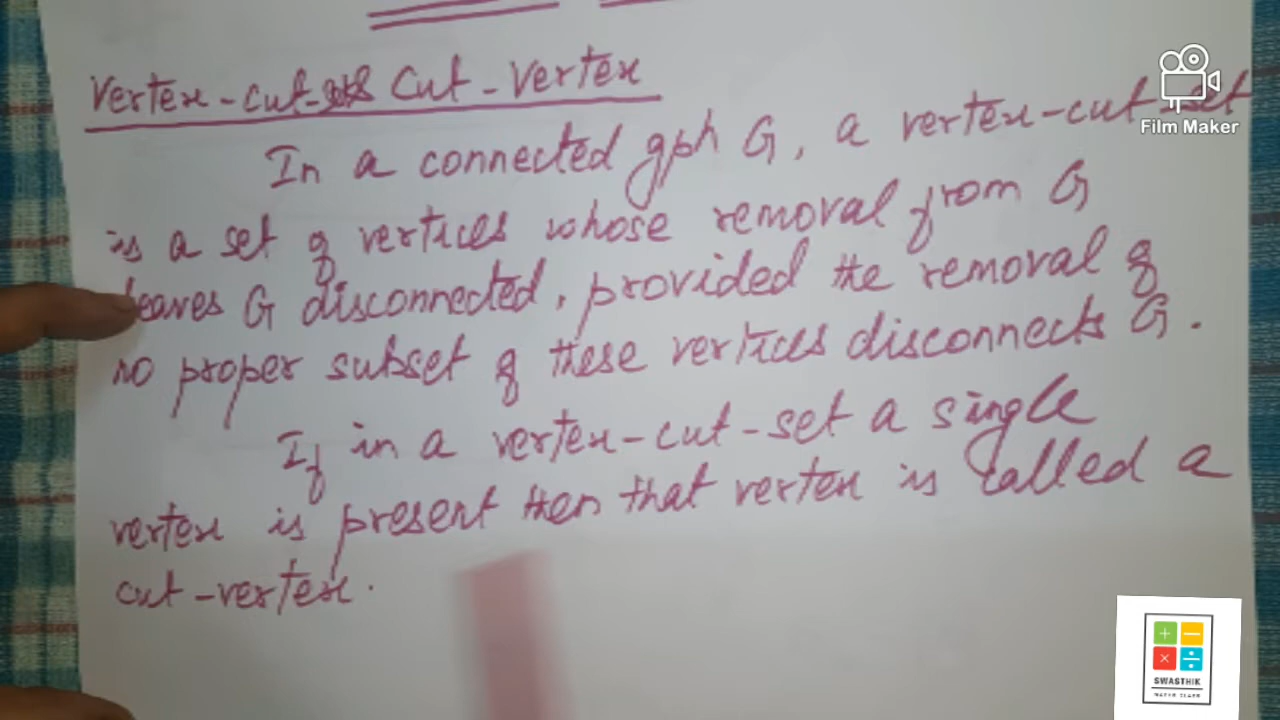 Vertex-cut- Cut-Vertex
In a connected gph G, a vertex-cut-set
is a set of vertices whose removal from G
leaves G disconnected, provided the removal of
no proper subset of these vertices disconnects G.
If in a vertex-cut-set a single
vertex is present then that vertex is called a
cut-vertex.
Film Maker
SWASTHIK